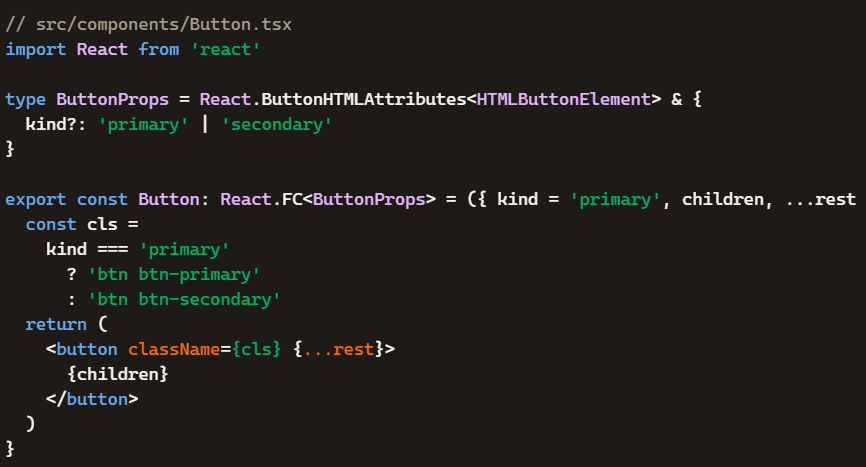 // src/components/Button.tsx
import React from 'react'

type ButtonProps = React.ButtonHTMLAttributes<HTMLButtonElement> & {
  kind?: 'primary' | 'secondary'
}

export const Button: React.FC<ButtonProps> = ({ kind = 'primary', children, ...rest
  const cls =
    kind === 'primary'
      ? 'btn btn-primary'
      : 'btn btn-secondary'
  return (
    <button className={cls} {...rest}>
      {children}
    </button>
  )
}